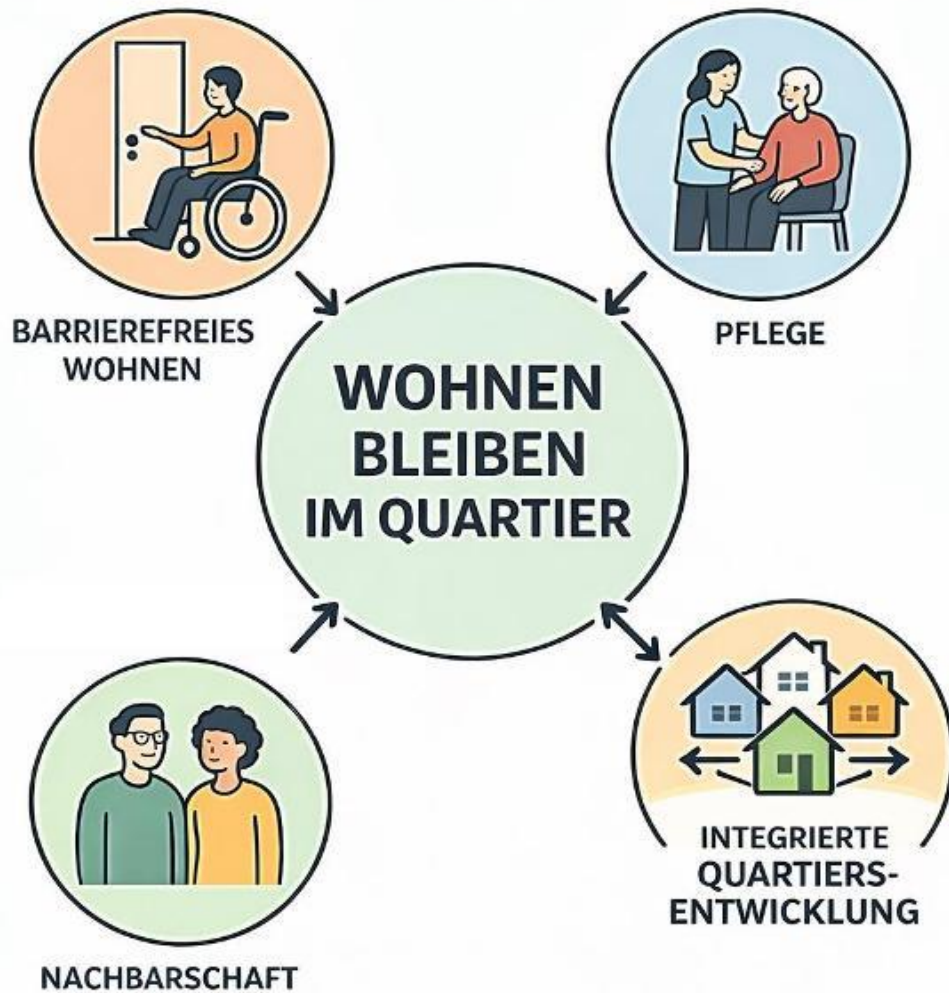 BARRIEREFREIES
WOHNEN
PFLEGE
WOHNEN
BLEIBEN
IM QUARTIER
NACHBARSCHAFT
INTEGRIERTE
QUARTIERS-
ENTWICKLUNG